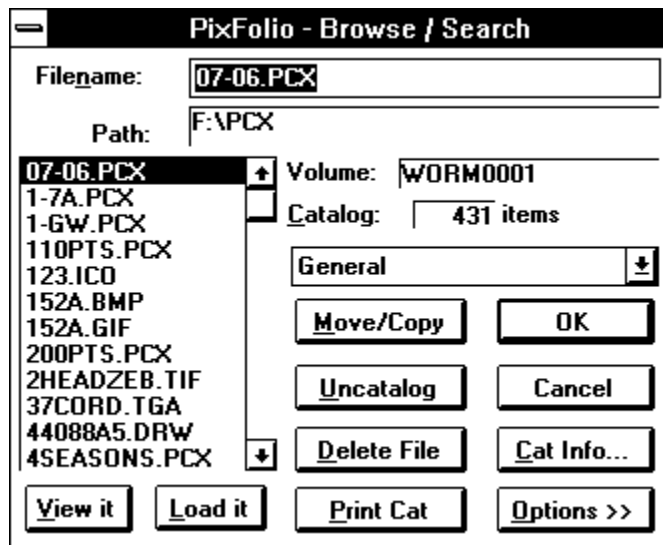 PixFolio - Browse / Search
Filename: 07-06.PCX
Path: F:\PCX
07-06.PCX
1-7A.PCX
1-GW.PCX
110PTS.PCX
123.ICO
152A.BMP
152A.GIF
200PTS.PCX
2HEADZEB.TIF
37CORD.TGA
44088A5.DRW
4SEASONS.PCX
Volume: WORM0001
Catalog: 431 items
General
Move/Copy OK
Uncatalog Cancel
Delete File Cat Info...
View it Load it Print Cat Options >>